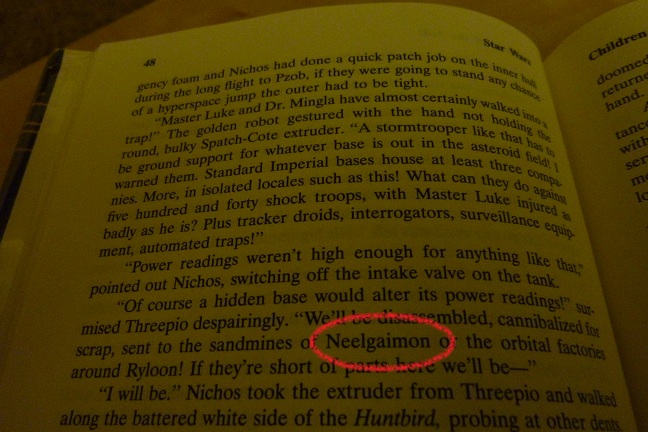 48
Star Wars
gency foam and Nichos had done a quick patch job on the inner hull
during the long flight to Pzob, if they were going to stand any chance
of a hyperspace jump the outer had to be tight.
"Master Luke and Dr. Mingla have almost certainly walked into a
trap!" The golden robot gestured with the hand not holding the
round, bulky Spatch-Cote extruder. "A stormtrooper like that has to
be ground support for whatever base is out in the asteroid field! I
warned them. Standard Imperial bases house at least three compa-
nies. More, in isolated locales such as this! What can they do against
five hundred and forty shock troops, with Master Luke injured as
badly as he is? Plus tracker droids, interrogators, surveillance equip-
ment, automated traps!"
"Power readings weren't high enough for anything like that,"
pointed out Nichos, switching off the intake valve on the tank.
"Of course a hidden base would alter its power readings!" sur-
mised Threepio despairingly. "We'll be disassembled, cannibalized for
scrap, sent to the sandmines of Neelgaimon or the orbital factories
around Ryloon! If they're short of parts here we'll be—"
"I will be." Nichos took the extruder from Threepio and walked
along the battered white side of the Huntbird, probing at other dents
Children
doomed
returne
hand.
A
tance
with
ser
me
lo